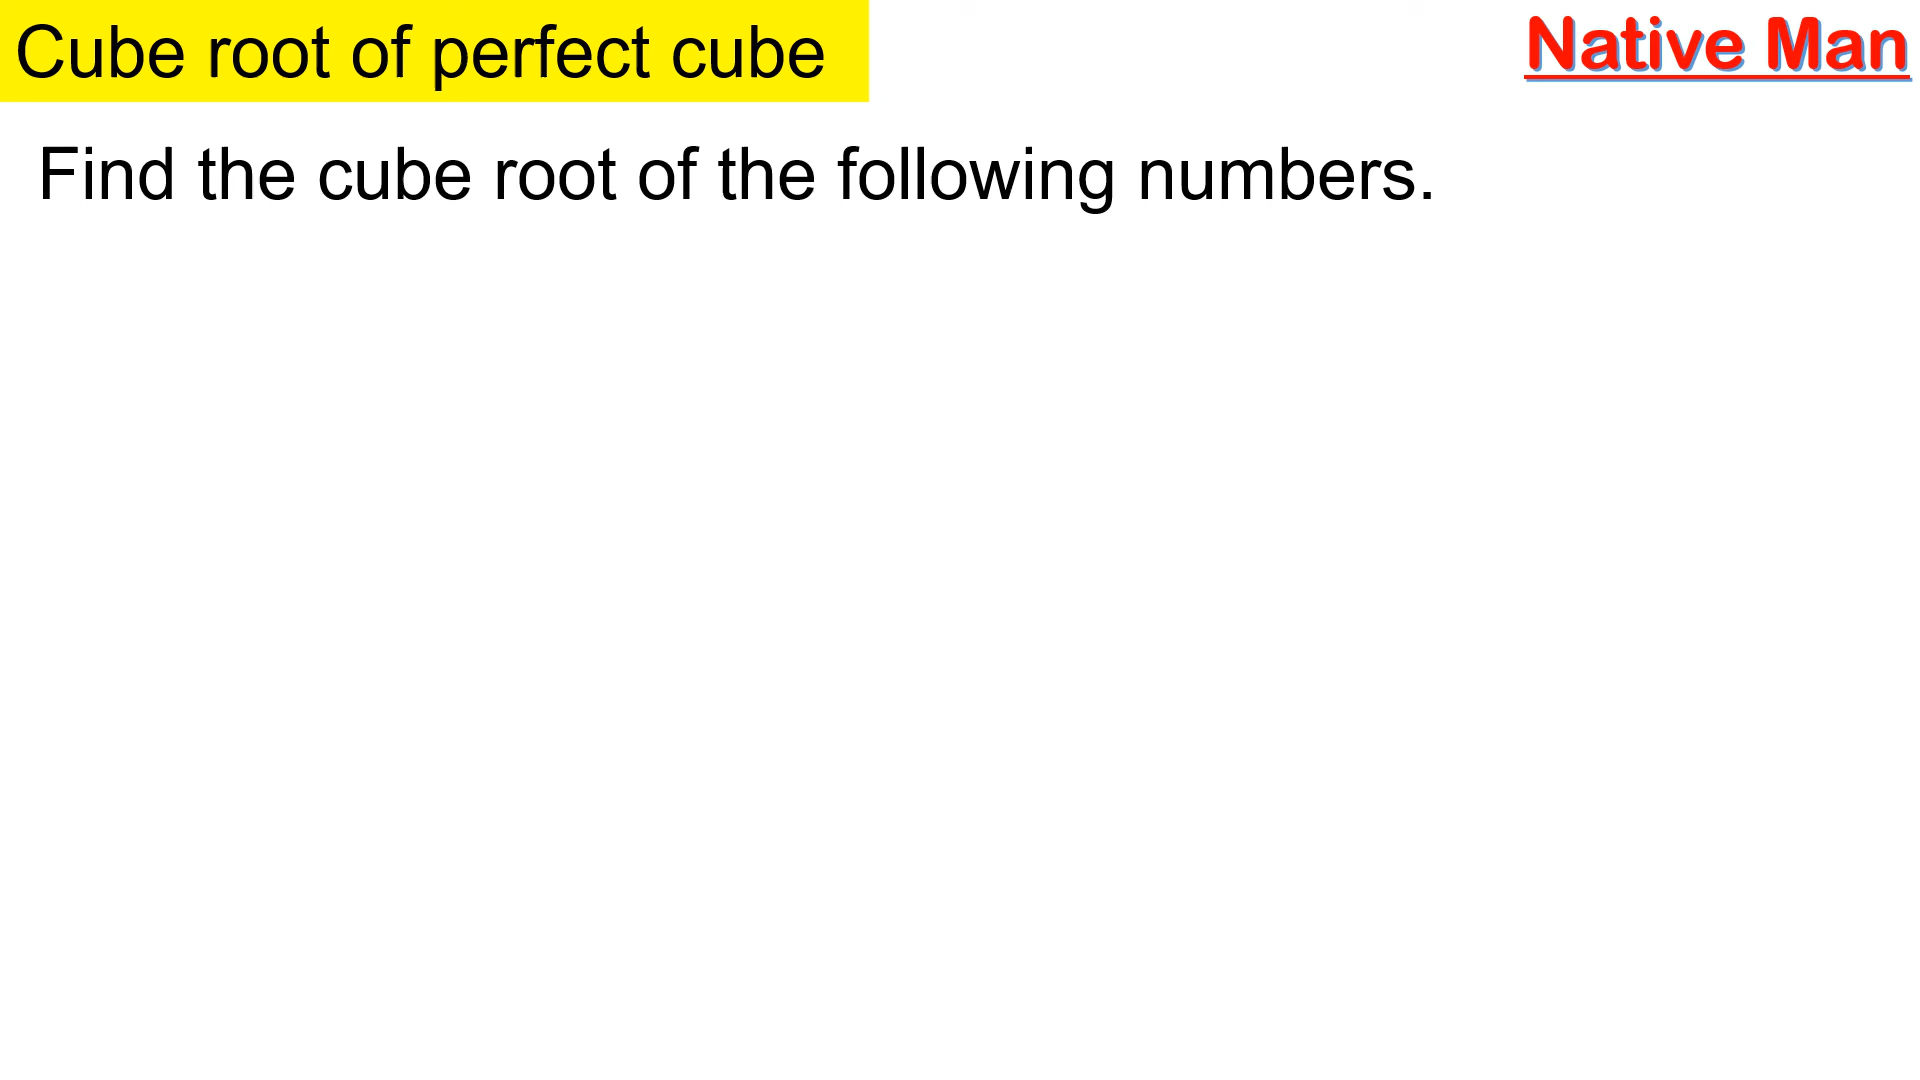 Cube root of perfect cube
Native Man
Find the cube root of the following numbers.